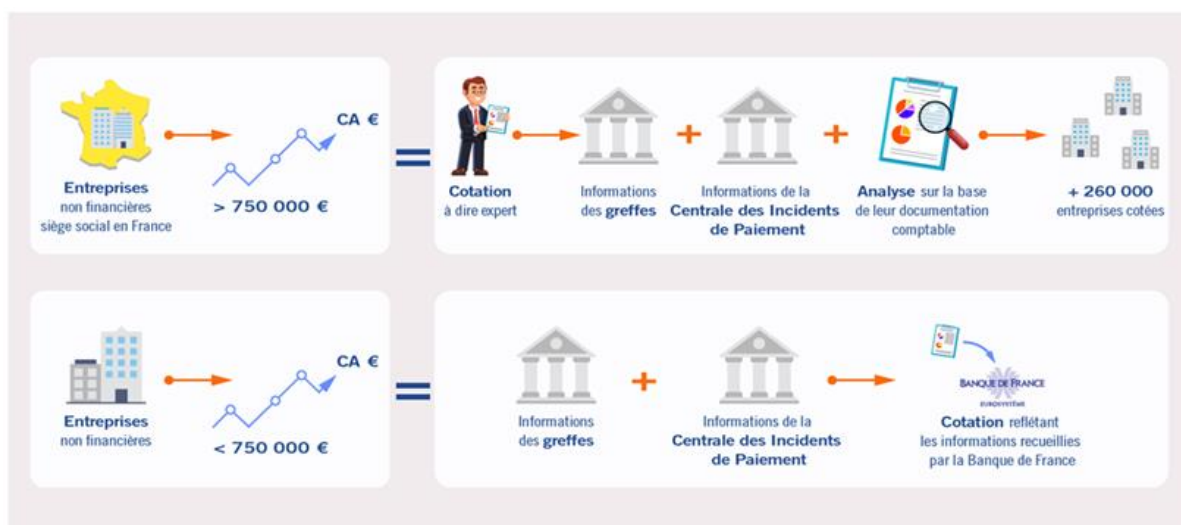 CA €
Entreprises
non financières
siège social en France
> 750 000 €
=
Cotation
à dire expert
Informations
des greffes
+
Informations de la
Centrale des Incidents
de Paiement
+
Analyse sur la base
de leur documentation
comptable
+ 260 000
entreprises cotées
CA €
Entreprises
non financières
< 750 000 €
=
Informations
des greffes
+
Informations de la
Centrale des Incidents
de Paiement
BANQUE DE FRANCE
EUROSYSTÈME
Cotation reflétant
les informations recueillies
par la Banque de France